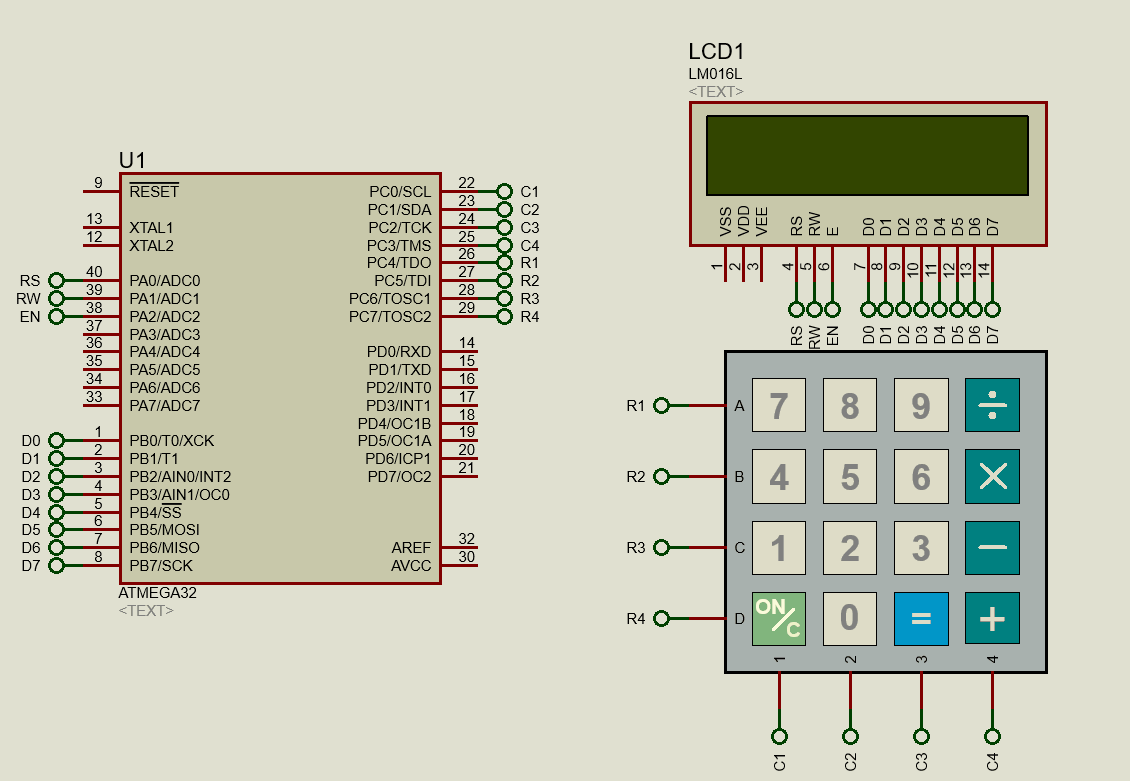 U1
9 RESET
13 XTAL1
12 XTAL2
RS 40 PA0/ADC0
RW 39 PA1/ADC1
EN 38 PA2/ADC2
37 PA3/ADC3
36 PA4/ADC4
35 PA5/ADC5
34 PA6/ADC6
33 PA7/ADC7
D0 1 PB0/T0/XCK
D1 2 PB1/T1
D2 3 PB2/AIN0/INT2
D3 4 PB3/AIN1/OC0
D4 5 PB4/SS
D5 6 PB5/MOSI
D6 7 PB6/MISO
D7 8 PB7/SCK
PC0/SCL 22 C1
PC1/SDA 23 C2
PC2/TCK 24 C3
PC3/TMS 25 C4
PC4/TDO 26 R1
PC5/TDI 27 R2
PC6/TOSC1 28 R3
PC7/TOSC2 29 R4
PD0/RXD 14
PD1/TXD 15
PD2/INT0 16
PD3/INT1 17
PD4/OC1B 18
PD5/OC1A 19
PD6/ICP1 20
PD7/OC2 21
AREF 32
AVCC 30
ATMEGA32
<TEXT>
LCD1
LM016L
<TEXT>
VSS VDD VEE RS RW E D0 D1 D2 D3 D4 D5 D6 D7
1 2 3 4 5 6 7 8 9 10 11 12 13 14
RS RW EN D0 D1 D2 D3 D4 D5 D6 D7
R1 A 7 8 9 ÷
R2 B 4 5 6 ×
R3 C 1 2 3 −
R4 D ON/C 0 = +
1 2 3 4
C1 C2 C3 C4